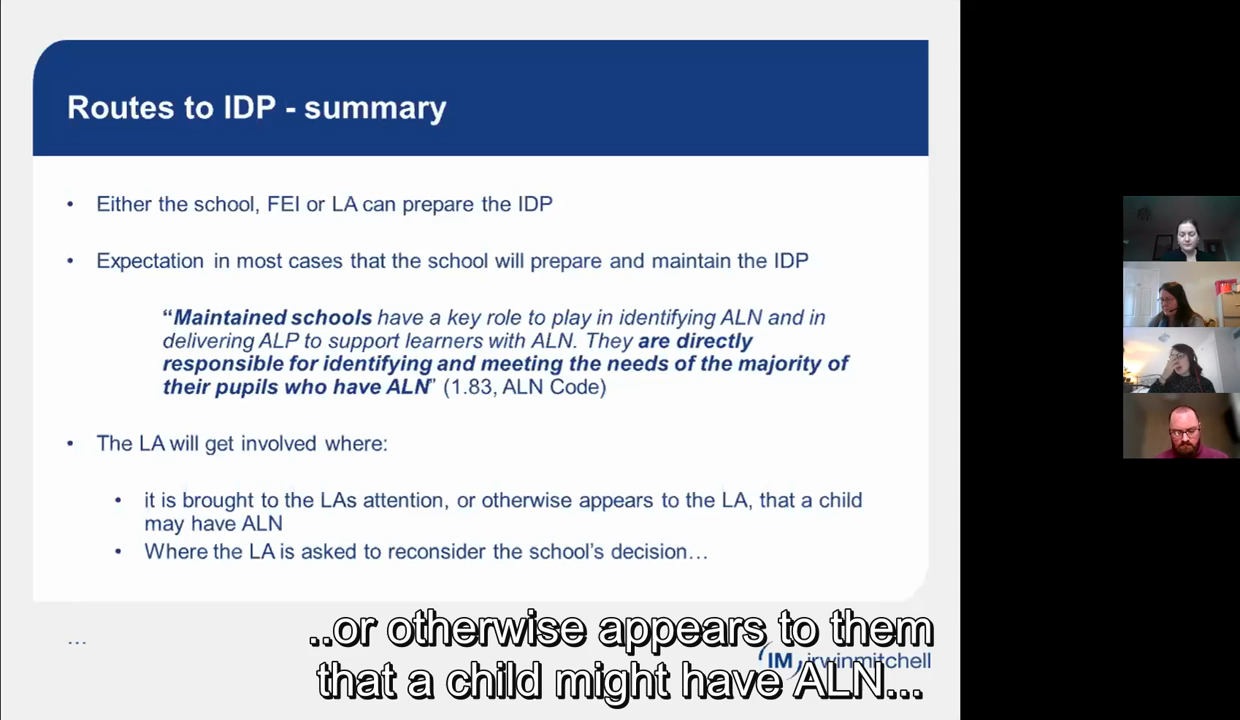 Routes to IDP - summary
• Either the school, FEI or LA can prepare the IDP
• Expectation in most cases that the school will prepare and maintain the IDP
“Maintained schools have a key role to play in identifying ALN and in
delivering ALP to support learners with ALN. They are directly
responsible for identifying and meeting the needs of the majority of
their pupils who have ALN” (1.83, ALN Code)
• The LA will get involved where:
• it is brought to the LAs attention, or otherwise appears to the LA, that a child
may have ALN
• Where the LA is asked to reconsider the school’s decision…
…
..or otherwise appears to them
that a child might have ALN...
IM irwinmitchell